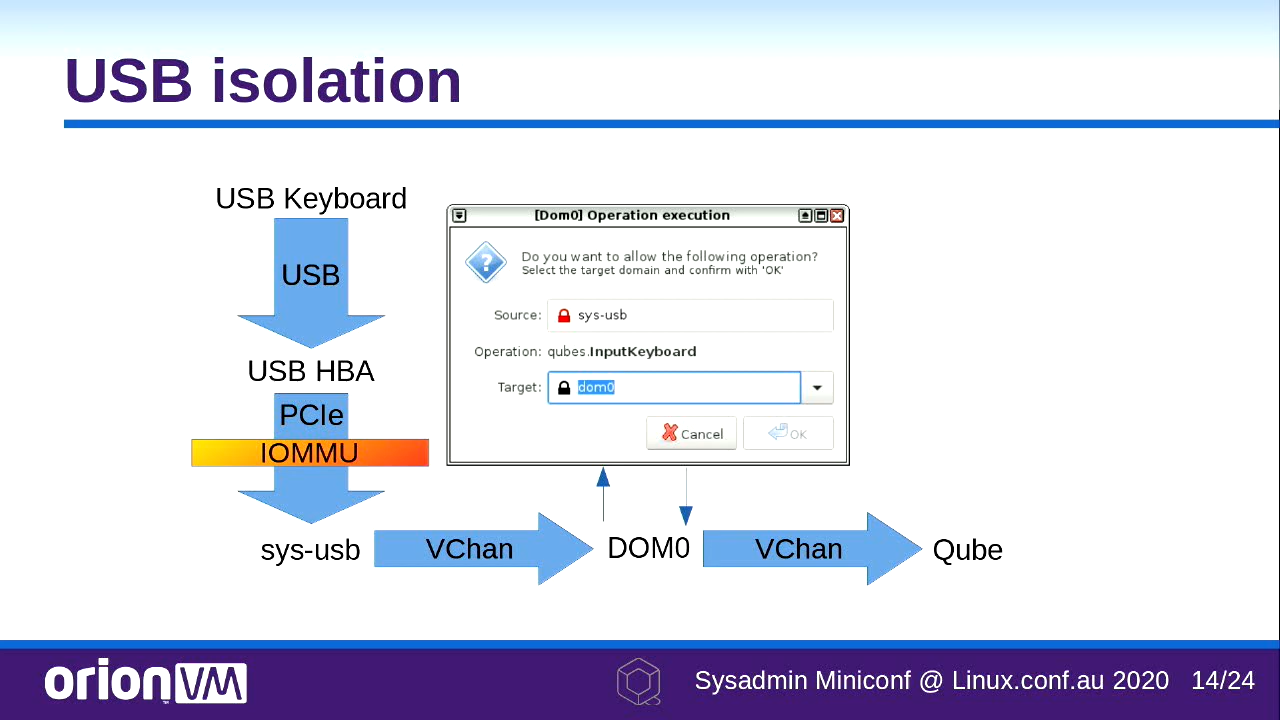 USB isolation
USB Keyboard
USB
USB HBA
PCIe
IOMMU
sys-usb
VChan
DOM0
VChan
Qube
[Dom0] Operation execution
Do you want to allow the following operation?
Select the target domain and confirm with 'OK'
Source: sys-usb
Operation: qubes.InputKeyboard
Target: dom0
Cancel
OK
orionVM
Sysadmin Miniconf @ Linux.conf.au 2020 14/24